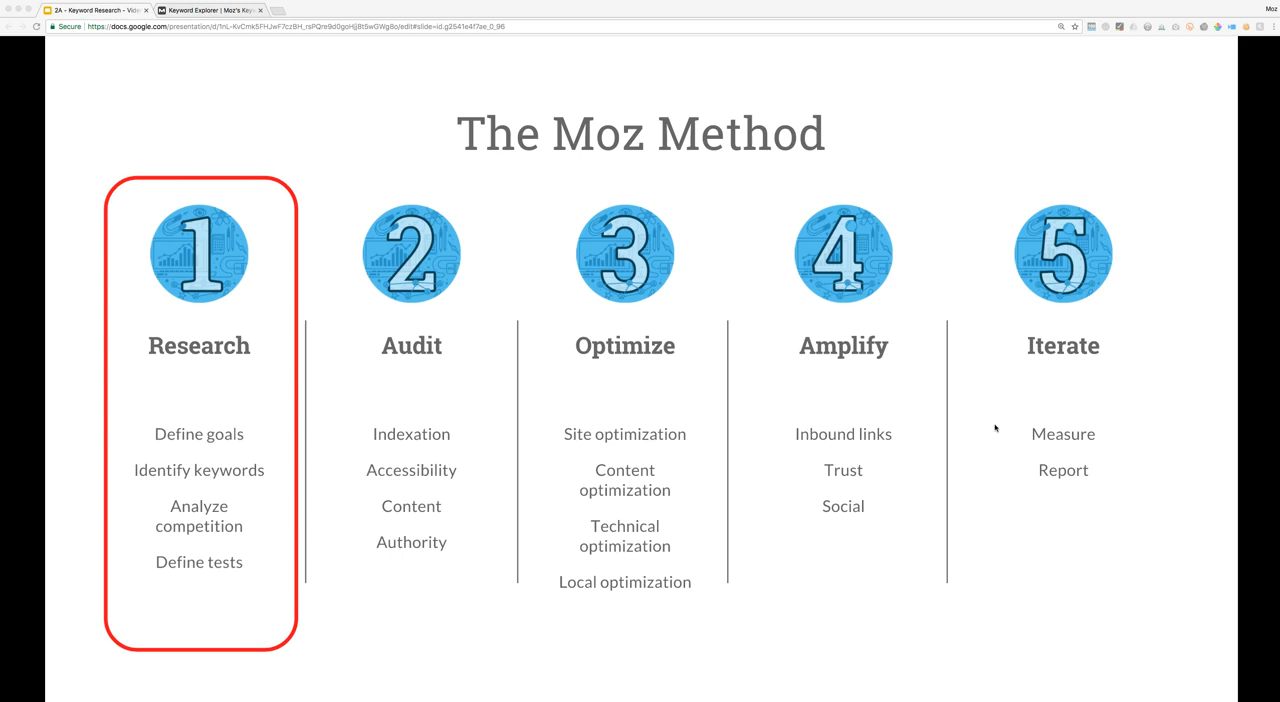 2A - Keyword Research - Vide
Keyword Explorer | Moz's Key
Moz
Secure
https://docs.google.com/presentation/d/1nL-KvCmk5FHJwF7czBH_rsPQre9d0goHjj8t5wGWg8o/edit#slide=id.g2541e4f7ae_0_96
The Moz Method
1
2
3
4
5
Research
Audit
Optimize
Amplify
Iterate
Define goals
Identify keywords
Analyze
competition
Define tests
Indexation
Accessibility
Content
Authority
Site optimization
Content
optimization
Technical
optimization
Local optimization
Inbound links
Trust
Social
Measure
Report